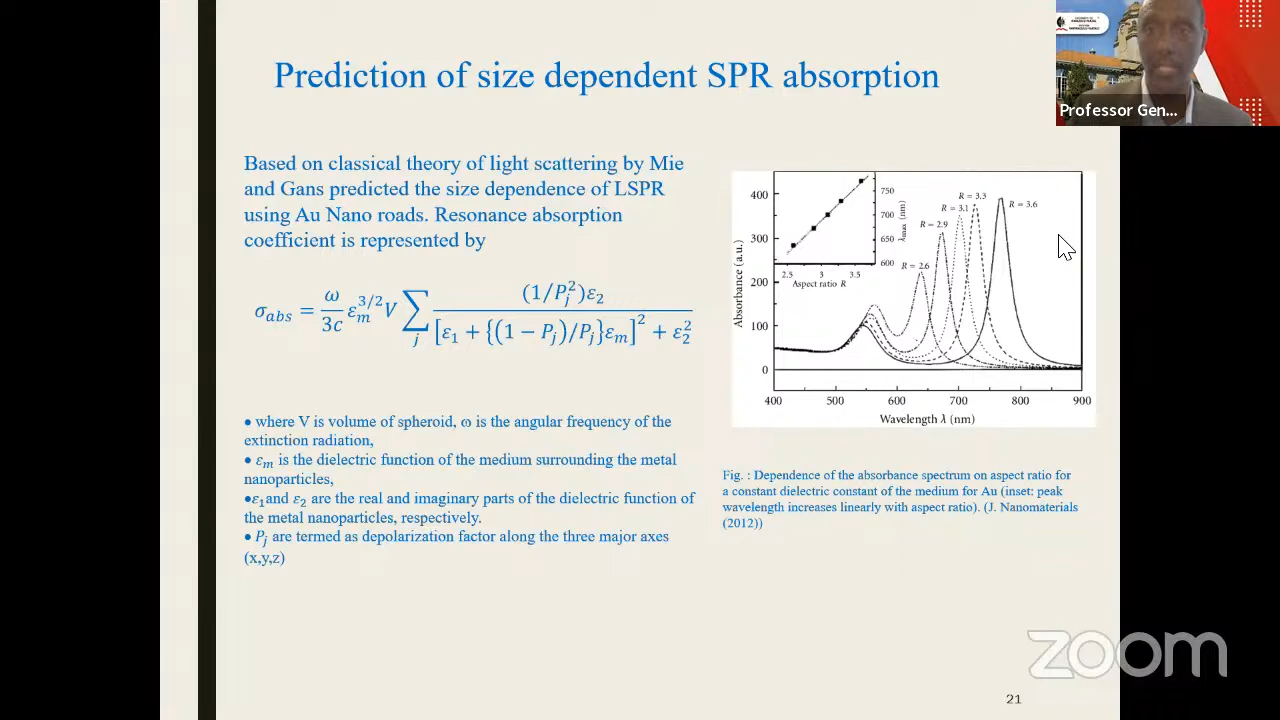 Prediction of size dependent SPR absorption
Professor Gen...
Based on classical theory of light scattering by Mie
and Gans predicted the size dependence of LSPR
using Au Nano roads. Resonance absorption
coefficient is represented by
σ_abs = ω/3c ε_m^{3/2} V ∑_j (1/P_j^2)ε_2 / [ε_1 + {(1 − P_j)/P_j}ε_m]^2 + ε_2^2
• where V is volume of spheroid, ω is the angular frequency of the
extinction radiation,
• ε_m is the dielectric function of the medium surrounding the metal
nanoparticles,
•ε_1and ε_2 are the real and imaginary parts of the dielectric function of
the metal nanoparticles, respectively.
• P_j are termed as depolarization factor along the three major axes
(x,y,z)
Absorbance (a.u.)
400
300
200
100
0
400 500 600 700 800 900
Wavelength λ (nm)
R = 2.6
R = 2.9
R = 3.1
R = 3.3
R = 3.6
750
700
650
600
λmax (nm)
2.5 3 3.5
Aspect ratio R
Fig. : Dependence of the absorbance spectrum on aspect ratio for
a constant dielectric constant of the medium for Au (inset: peak
wavelength increases linearly with aspect ratio). (J. Nanomaterials
(2012))
zoom
21